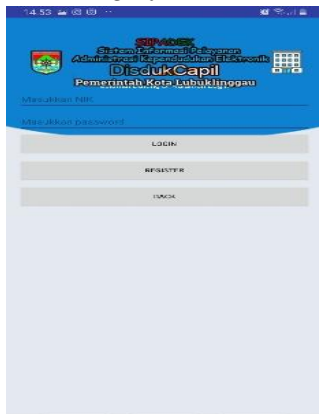 14.53
SIPADEK
Sistem Informasi Pelayanan
Administrasi Kependudukan Elektronik
DisdukCapil
Pemerintah Kota Lubuklinggau
Masukkan NIK
Masukkan password
LOGIN
REGISTER
BACK